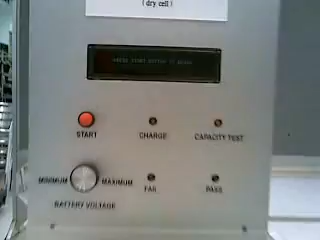 ( dry cell )
PRESS START BUTTON TO BEGIN
START
CHARGE
CAPACITY TEST
MINIMUM
MAXIMUM
FAIL
PASS
BATTERY VOLTAGE